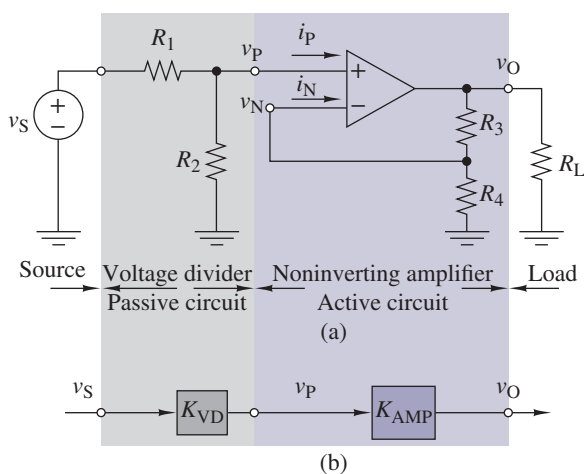 R1 vP iP vO
+
vN iN
−
vS + − R3
R2 R4 RL
Source Voltage divider Noninverting amplifier Load
Passive circuit Active circuit
(a)
vS vP vO
KVD KAMP
(b)